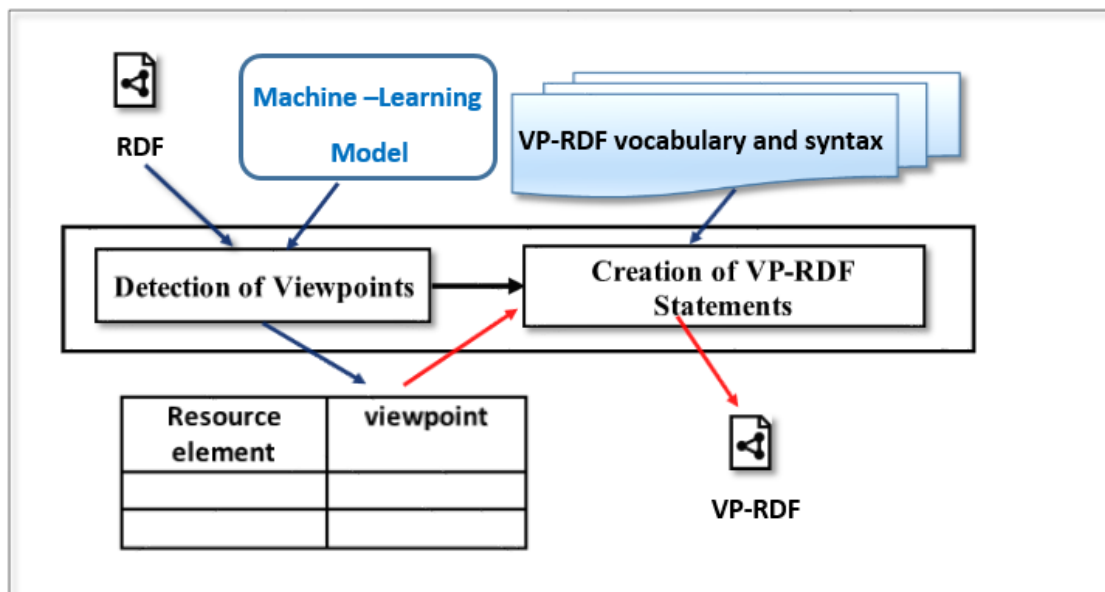 Machine –Learning
Model
RDF
VP-RDF vocabulary and syntax
Detection of Viewpoints
Creation of VP-RDF
Statements
Resource
element
viewpoint
VP-RDF